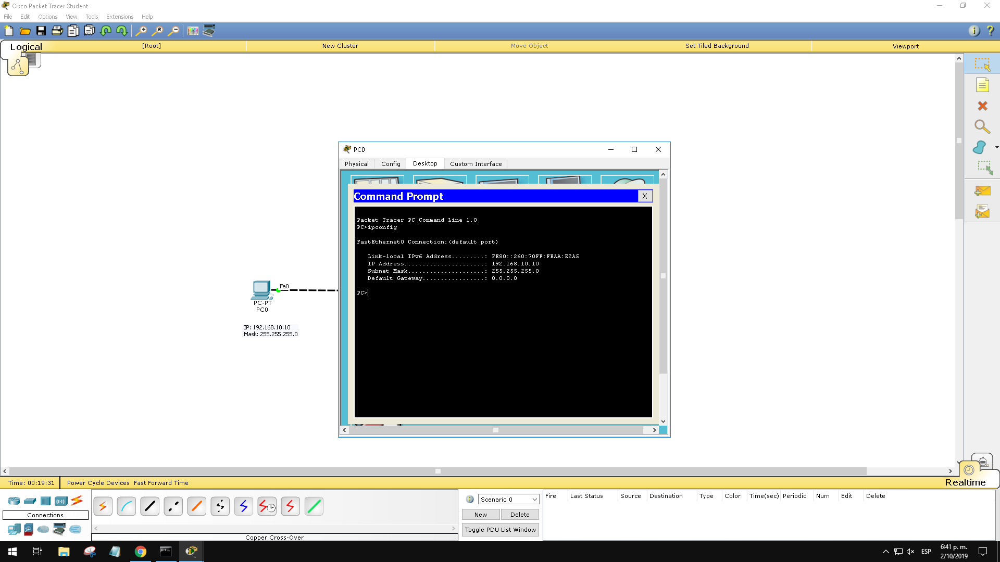 Cisco Packet Tracer Student
File Edit Options View Tools Extensions Help
Logical [Root] New Cluster Move Object Set Tiled Background Viewport
PC0
Physical Config Desktop Custom Interface
Command Prompt X
Packet Tracer PC Command Line 1.0
PC>ipconfig
FastEthernet0 Connection:(default port)
Link-local IPv6 Address.........: FE80::260:70FF:FEAA:E2A5
IP Address......................: 192.168.10.10
Subnet Mask.....................: 255.255.255.0
Default Gateway.................: 0.0.0.0
PC>
Fa0
PC-PT
PC0
IP: 192.168.10.10
Mask: 255.255.255.0
Time: 00:19:31 Power Cycle Devices Fast Forward Time Realtime
Connections
Copper Cross-Over
Scenario 0
New Delete
Toggle PDU List Window
Fire Last Status Source Destination Type Color Time(sec) Periodic Num Edit Delete
ESP
6:41 p. m.
2/10/2019